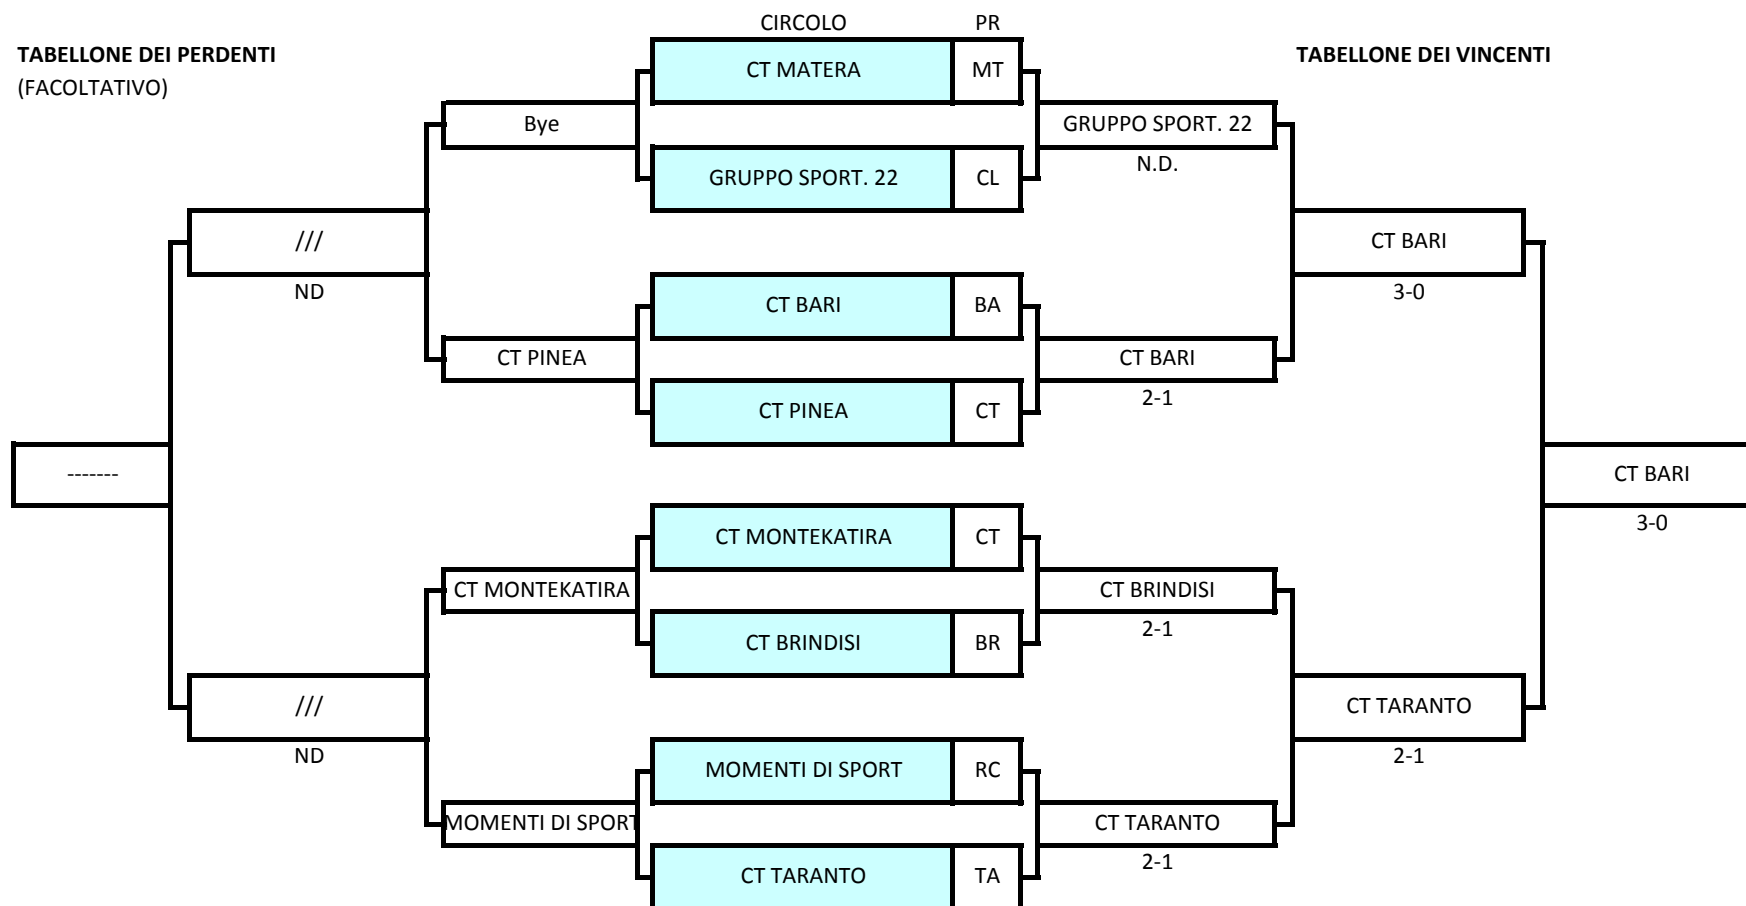 CIRCOLO PR
TABELLONE DEI PERDENTI
TABELLONE DEI VINCENTI
(FACOLTATIVO)
CT MATERA MT
Bye
GRUPPO SPORT. 22
N.D.
GRUPPO SPORT. 22 CL
///
CT BARI
ND
3-0
CT BARI BA
CT PINEA
CT BARI
2-1
CT PINEA CT
-------
CT BARI
3-0
CT MONTEKATIRA CT
CT MONTEKATIRA
CT BRINDISI
2-1
CT BRINDISI BR
///
CT TARANTO
ND
2-1
MOMENTI DI SPORT RC
MOMENTI DI SPORT
CT TARANTO
2-1
CT TARANTO TA